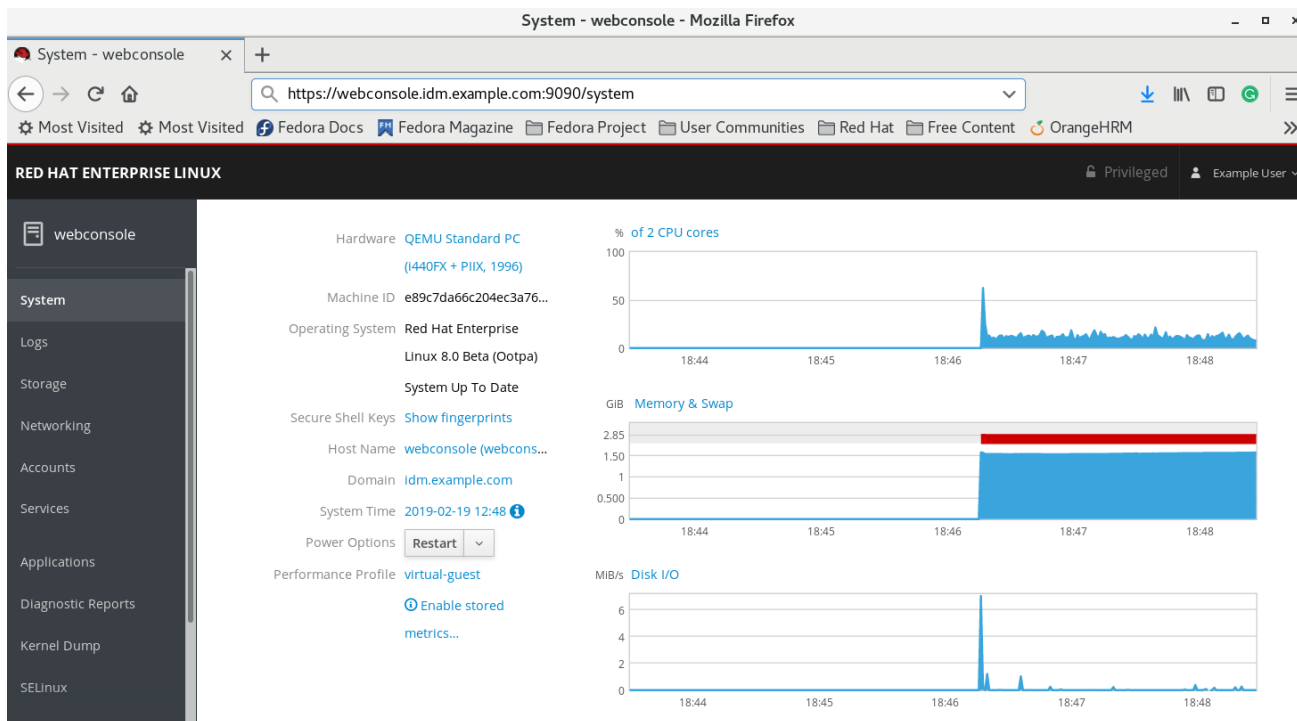 System - webconsole - Mozilla Firefox
System - webconsole
https://webconsole.idm.example.com:9090/system
Most Visited Most Visited Fedora Docs Fedora Magazine Fedora Project User Communities Red Hat Free Content OrangeHRM
RED HAT ENTERPRISE LINUX
Privileged
Example User
webconsole
System
Logs
Storage
Networking
Accounts
Services
Applications
Diagnostic Reports
Kernel Dump
SELinux
Hardware QEMU Standard PC
(i440FX + PIIX, 1996)
Machine ID e89c7da66c204ec3a76...
Operating System Red Hat Enterprise
Linux 8.0 Beta (Ootpa)
System Up To Date
Secure Shell Keys Show fingerprints
Host Name webconsole (webcons...
Domain idm.example.com
System Time 2019-02-19 12:48
Power Options Restart
Performance Profile virtual-guest
Enable stored
metrics...
% of 2 CPU cores
100
50
0
18:44 18:45 18:46 18:47 18:48
GiB Memory & Swap
2.85
1.50
1
0.500
0
18:44 18:45 18:46 18:47 18:48
MiB/s Disk I/O
6
4
2
0
18:44 18:45 18:46 18:47 18:48